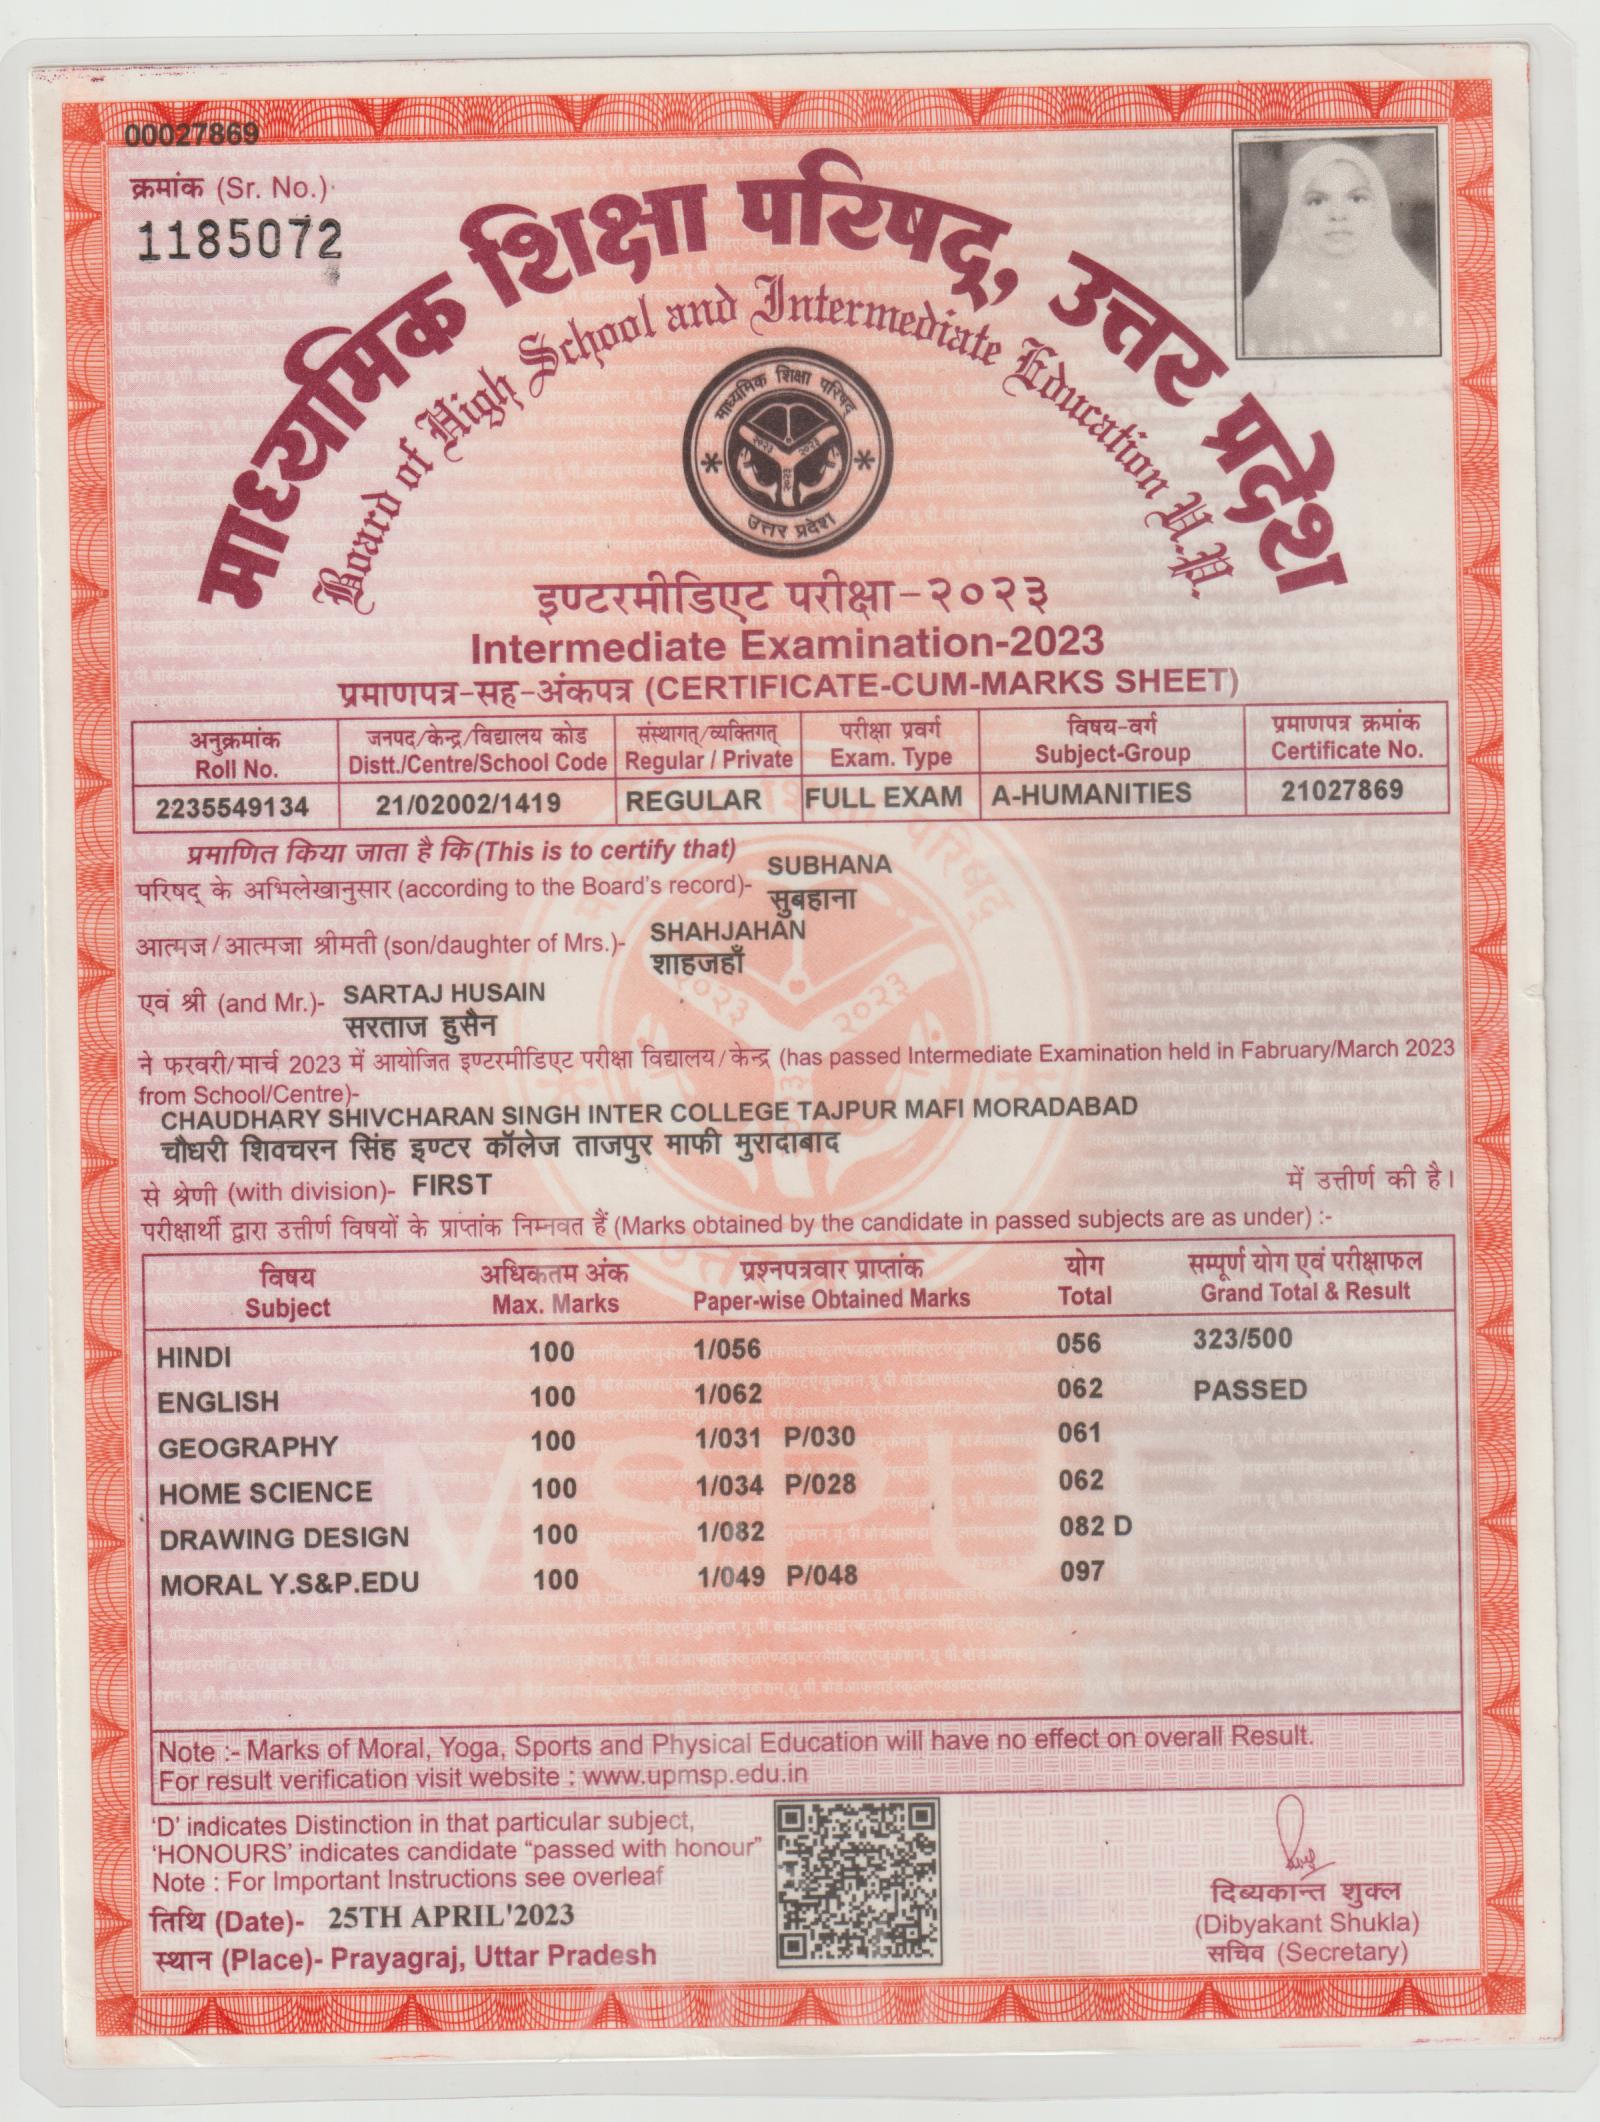 00027869
क्रमांक (Sr. No.)
1185072
माध्यमिक शिक्षा परिषद्, उत्तर प्रदेश
Board of High School and Intermediate Education U.P.
माध्यमिक शिक्षा परिषद
उत्तर प्रदेश
इण्टरमीडिएट परीक्षा-२०२३
Intermediate Examination-2023
प्रमाणपत्र-सह-अंकपत्र (CERTIFICATE-CUM-MARKS SHEET)
अनुक्रमांक जनपद/केन्द्र/विद्यालय कोड संस्थागत्/व्यक्तिगत् परीक्षा प्रवर्ग विषय-वर्ग प्रमाणपत्र क्रमांक
Roll No. Distt./Centre/School Code Regular / Private Exam. Type Subject-Group Certificate No.
2235549134 21/02002/1419 REGULAR FULL EXAM A-HUMANITIES 21027869
प्रमाणित किया जाता है कि (This is to certify that)
परिषद् के अभिलेखानुसार (according to the Board's record)- SUBHANA
सुबहाना
आत्मज/आत्मजा श्रीमती (son/daughter of Mrs.)- SHAHJAHAN
शाहजहाँ
एवं श्री (and Mr.)- SARTAJ HUSAIN
सरताज हुसैन
ने फरवरी/मार्च 2023 में आयोजित इण्टरमीडिएट परीक्षा विद्यालय/केन्द्र (has passed Intermediate Examination held in Fabruary/March 2023
from School/Centre)-
CHAUDHARY SHIVCHARAN SINGH INTER COLLEGE TAJPUR MAFI MORADABAD
चौधरी शिवचरन सिंह इण्टर कॉलेज ताजपुर माफी मुरादाबाद
से श्रेणी (with division)- FIRST में उत्तीर्ण की है।
परीक्षार्थी द्वारा उत्तीर्ण विषयों के प्राप्तांक निम्नवत हैं (Marks obtained by the candidate in passed subjects are as under) :-
विषय अधिकतम अंक प्रश्नपत्रवार प्राप्तांक योग सम्पूर्ण योग एवं परीक्षाफल
Subject Max. Marks Paper-wise Obtained Marks Total Grand Total & Result
HINDI 100 1/056 056 323/500
ENGLISH 100 1/062 062 PASSED
GEOGRAPHY 100 1/031 P/030 061
HOME SCIENCE 100 1/034 P/028 062
DRAWING DESIGN 100 1/082 082 D
MORAL Y.S&P.EDU 100 1/049 P/048 097
Note :- Marks of Moral, Yoga, Sports and Physical Education will have no effect on overall Result.
For result verification visit website : www.upmsp.edu.in
'D' indicates Distinction in that particular subject,
'HONOURS' indicates candidate "passed with honour"
Note : For Important Instructions see overleaf
तिथि (Date)- 25TH APRIL'2023
स्थान (Place)- Prayagraj, Uttar Pradesh
दिब्यकान्त शुक्ल
(Dibyakant Shukla)
सचिव (Secretary)